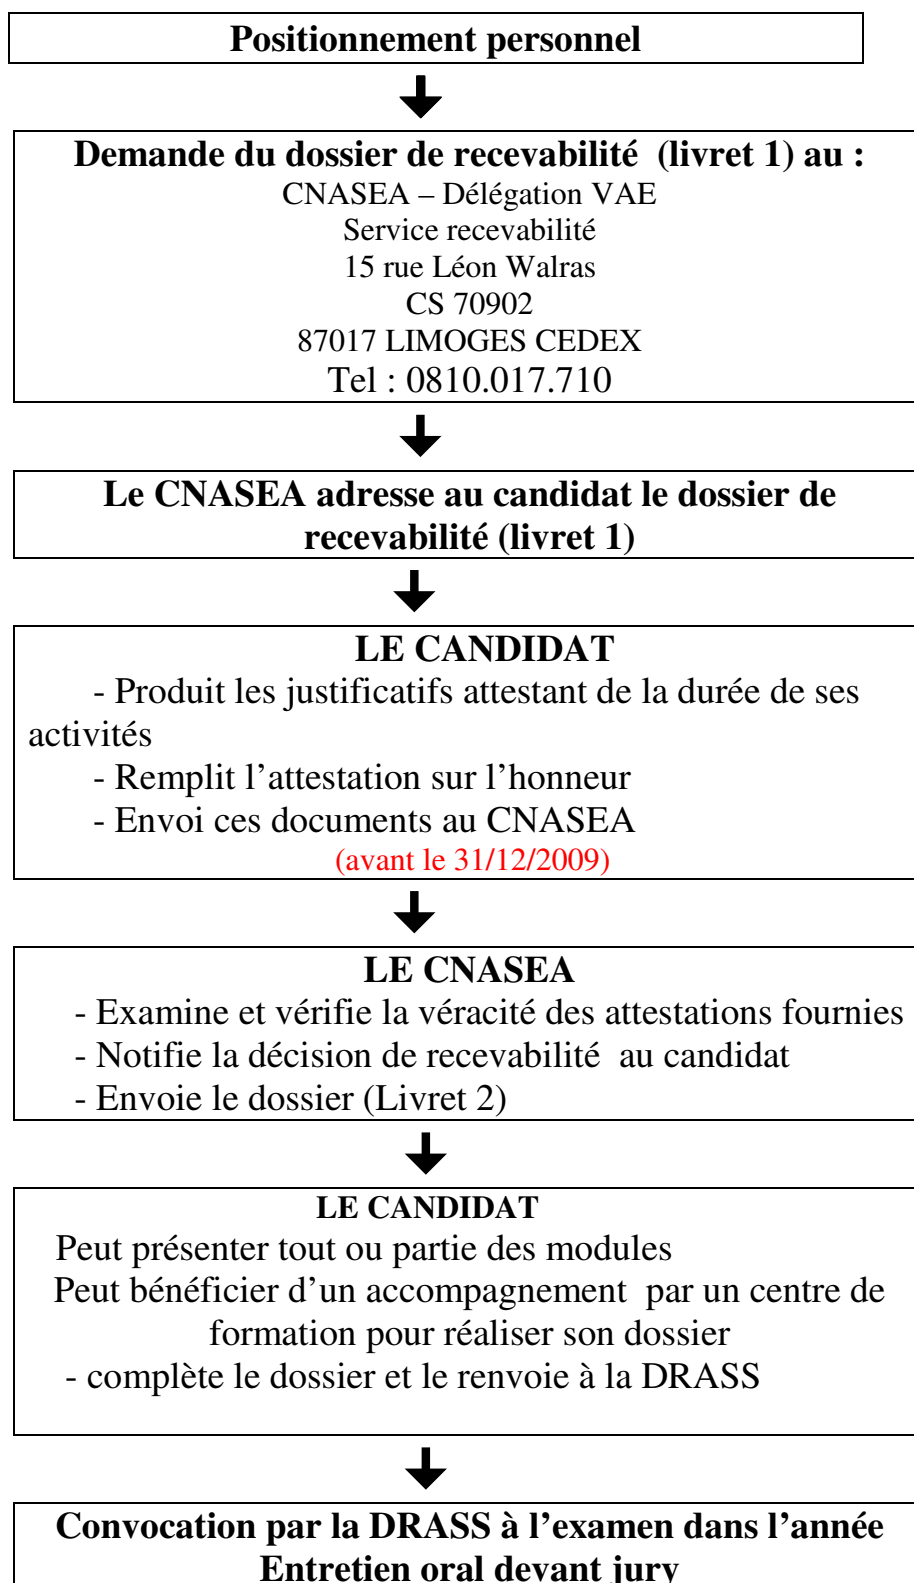 Positionnement personnel
Demande du dossier de recevabilité (livret 1) au :
CNASEA – Délégation VAE
Service recevabilité
15 rue Léon Walras
CS 70902
87017 LIMOGES CEDEX
Tel : 0810.017.710
Le CNASEA adresse au candidat le dossier de
recevabilité (livret 1)
LE CANDIDAT
- Produit les justificatifs attestant de la durée de ses
activités
- Remplit l’attestation sur l’honneur
- Envoi ces documents au CNASEA
(avant le 31/12/2009)
LE CNASEA
- Examine et vérifie la véracité des attestations fournies
- Notifie la décision de recevabilité au candidat
- Envoie le dossier (Livret 2)
LE CANDIDAT
Peut présenter tout ou partie des modules
Peut bénéficier d’un accompagnement par un centre de
formation pour réaliser son dossier
- complète le dossier et le renvoie à la DRASS
Convocation par la DRASS à l’examen dans l’année
Entretien oral devant jury